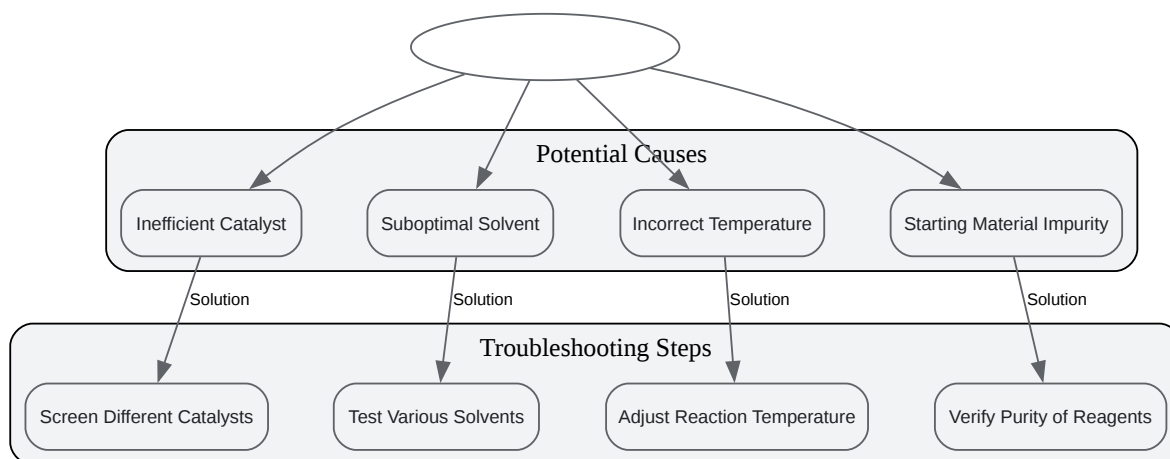 Potential Causes
Inefficient Catalyst
Suboptimal Solvent
Incorrect Temperature
Starting Material Impurity
Solution
Solution
Solution
Solution
Troubleshooting Steps
Screen Different Catalysts
Test Various Solvents
Adjust Reaction Temperature
Verify Purity of Reagents